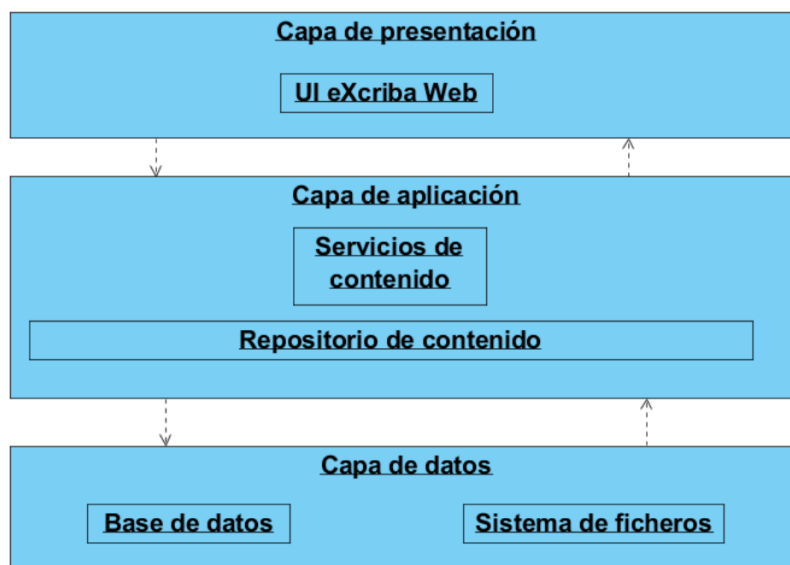 Capa de presentación
UI eXcriba Web
Capa de aplicación
Servicios de
contenido
Repositorio de contenido
Capa de datos
Base de datos
Sistema de ficheros